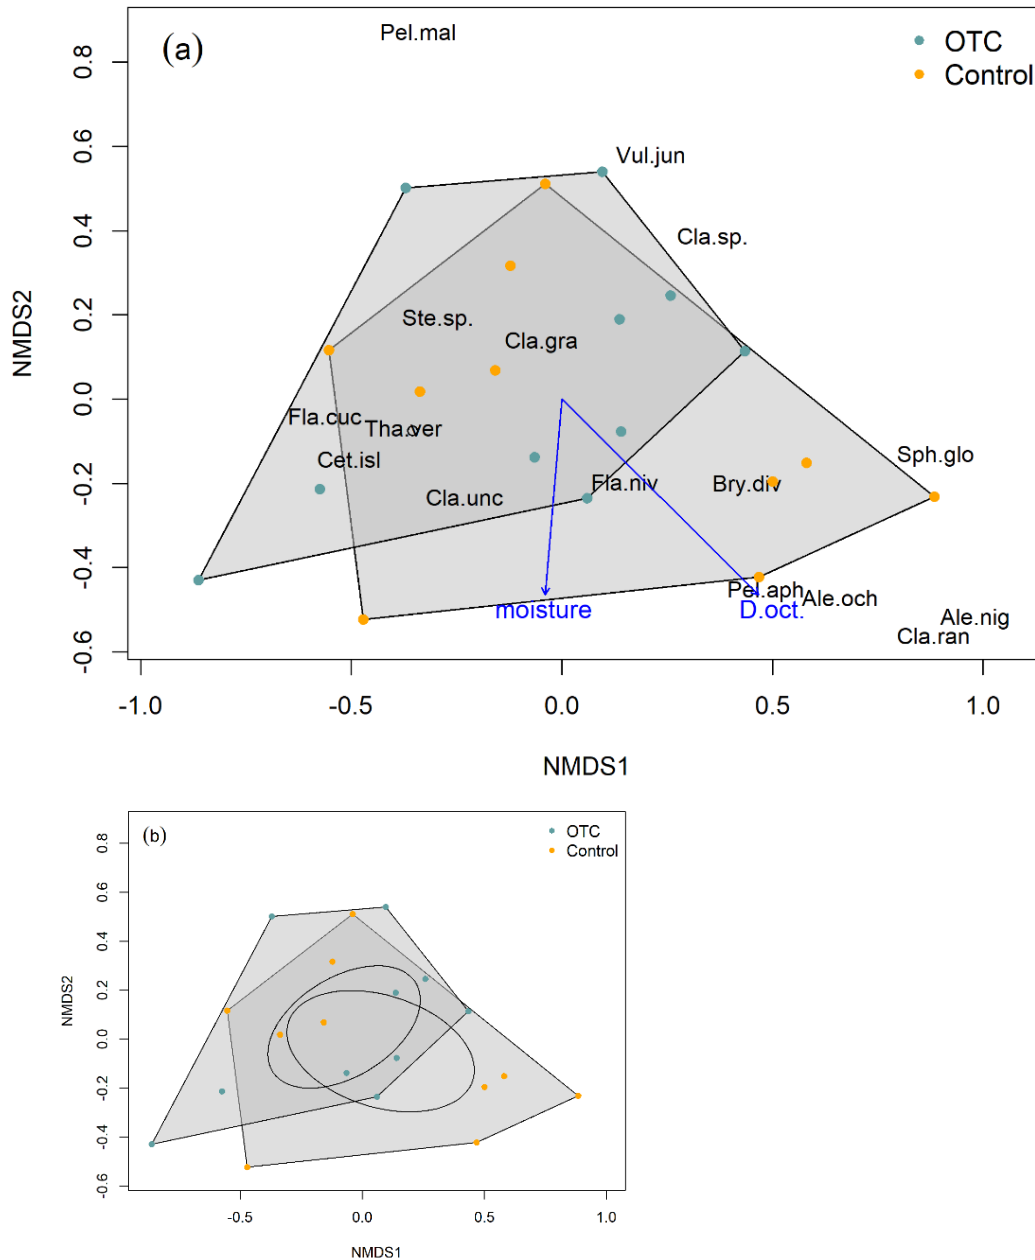 Pel.mal
(a)
OTC
Control
0.8
0.6
0.4
0.2
0.0
-0.2
-0.4
-0.6
NMDS2
Vul.jun
Cla.sp.
Ste.sp.
Cla.gra
Fla.cuc
Tha.ver
Cet.isl
Cla.unc
Fla.niv
Bry.div
Sph.glo
Pel.aph
Ale.och
moisture
D.oct.
Ale.nig
Cla.ran
-1.0 -0.5 0.0 0.5 1.0
NMDS1
(b)
OTC
Control
0.8
0.6
0.4
0.2
0.0
-0.2
-0.4
-0.6
NMDS2
-0.5 0.0 0.5 1.0
NMDS1